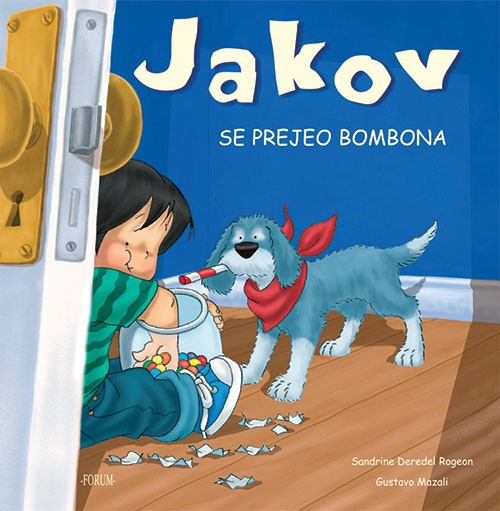 Jakov
SE PREJEO BOMBONA
Sandrine Deredel Rogeon
Gustavo Mazali
-FORUM-